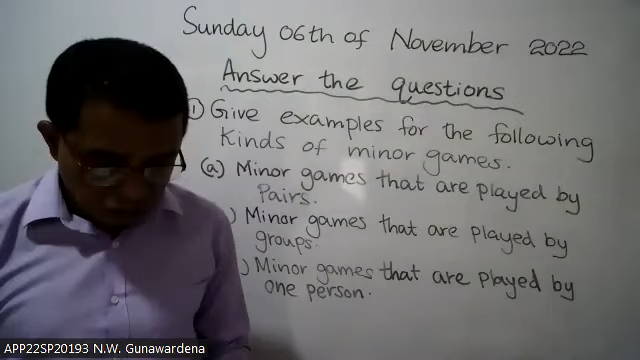 Sunday 06th of November 2022
Answer the questions
① Give examples for the following
Kinds of minor games.
(a) Minor games that are played by
Pairs.
) Minor games that are played by
groups.
) Minor games that are played by
one person.
APP22SP20193 N.W. Gunawardena